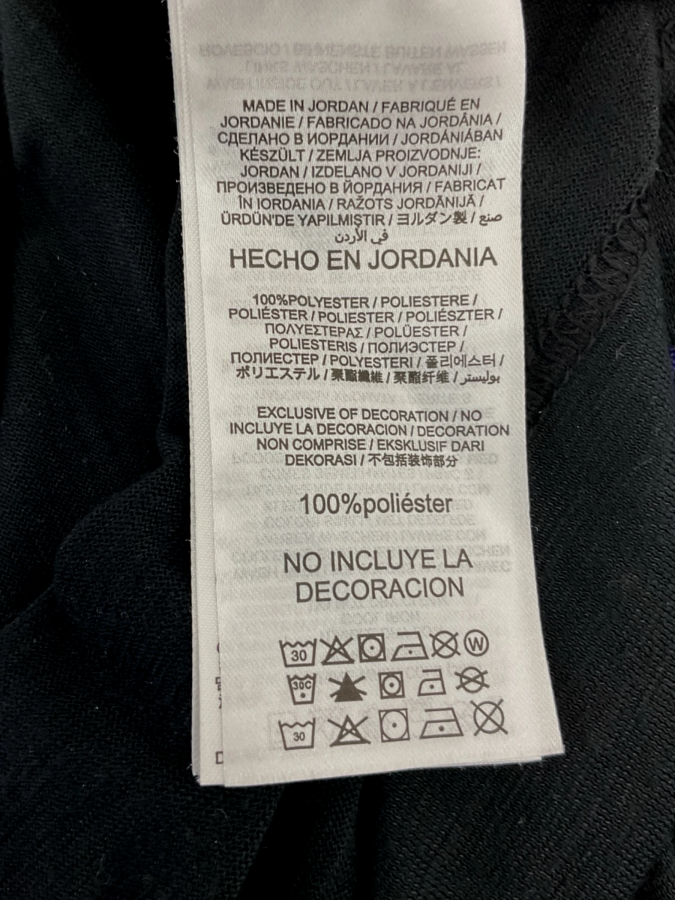 MADE IN JORDAN / FABRIQUÉ EN
JORDANIE / FABRICADO NA JORDÂNIA /
СДЕЛАНО В ИОРДАНИИ / JORDÁNIÁBAN
KÉSZÜLT / ZEMLJA PROIZVODNJE:
JORDAN / IZDELANO V JORDANIJI /
ПРОИЗВЕДЕНО В ЙОРДАНИЯ / FABRICAT
ÎN IORDANIA / RAŽOTS JORDĀNIJĀ /
ÜRDÜN'DE YAPILMIŞTIR / ヨルダン製 / صنع
في الأردن
HECHO EN JORDANIA
100%POLYESTER / POLIESTERE /
POLIÉSTER / POLIESTER / POLIÉSZTER /
ΠΟΛΥΕΣΤΕΡΑΣ / POLÜESTER /
POLIESTERIS / ПОЛИЭСТЕР /
ПОЛИЕСТЕР / POLYESTERI / 폴리에스터 /
ポリエステル / 聚酯纖維 / 聚酯纤维 / بوليستر
EXCLUSIVE OF DECORATION / NO
INCLUYE LA DECORACION / DECORATION
NON COMPRISE / EKSKLUSIF DARI
DEKORASI / 不包括装饰部分
100%poliéster
NO INCLUYE LA
DECORACION
30 W
30C
30